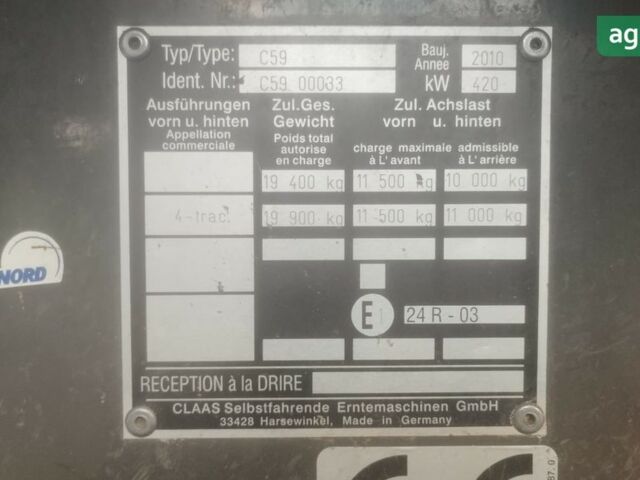 ag
Typ/Type: C59 Bauj. Annee 2010
Ident. Nr.: C59 00033 kW 420
Ausführungen vorn u. hinten
Appellation commerciale
Zul.Ges. Gewicht
Poids total autorise en charge
Zul. Achslast vorn u. hinten
charge maximale admissible
à L'avant à L'arrière
19 400 kg 11 500 kg 10 000 kg
4-trac. 19 900 kg 11 500 kg 11 000 kg
NORD
E1 24 R - 03
RECEPTION à la DRIRE
CLAAS Selbstfahrende Erntemaschinen GmbH
33428 Harsewinkel, Made in Germany
CE